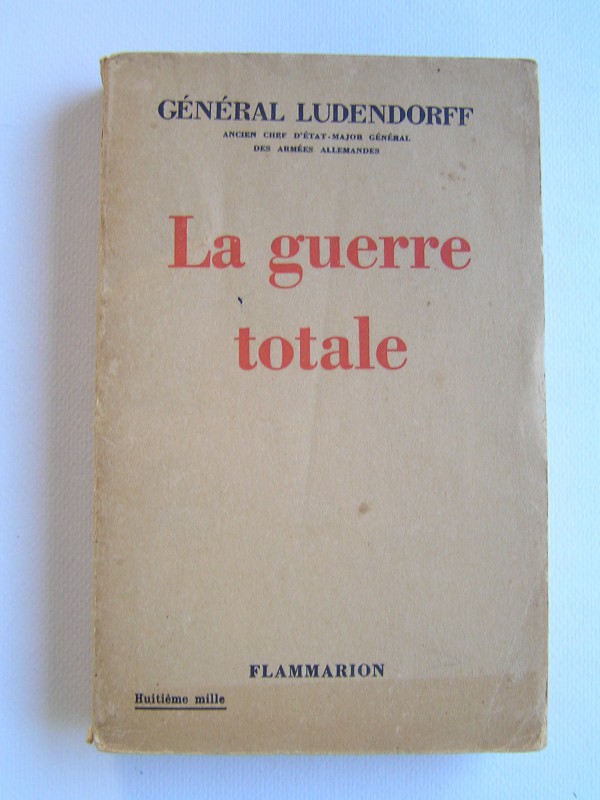 GÉNÉRAL LUDENDORFF
ANCIEN CHEF D'ÉTAT-MAJOR GÉNÉRAL
DES ARMÉES ALLEMANDES
La guerre
totale
FLAMMARION
Huitième mille